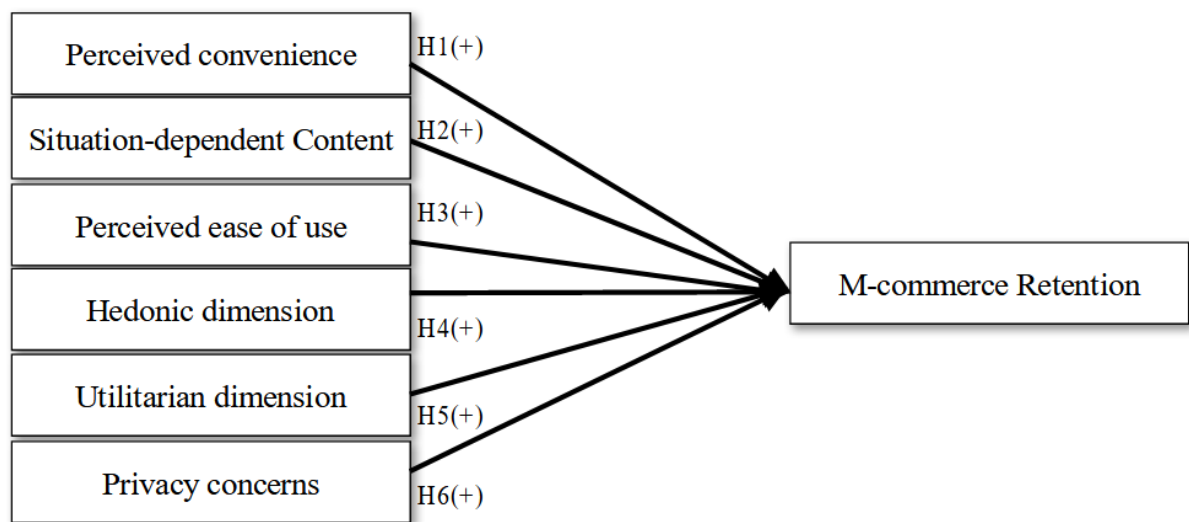 Perceived convenience
H1(+)
Situation-dependent Content
H2(+)
Perceived ease of use
H3(+)
Hedonic dimension
H4(+)
Utilitarian dimension
H5(+)
Privacy concerns
H6(+)
M-commerce Retention